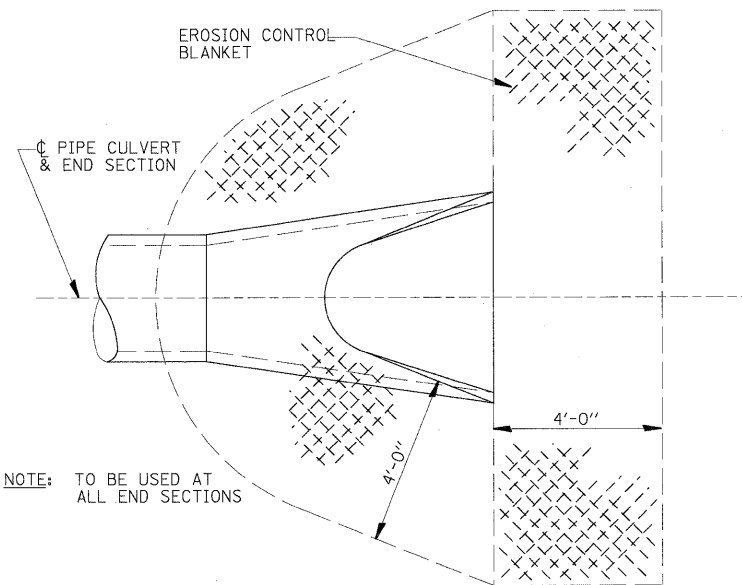 EROSION CONTROL
BLANKET
℄ PIPE CULVERT
& END SECTION
4'-0"
4'-0"
NOTE: TO BE USED AT
ALL END SECTIONS